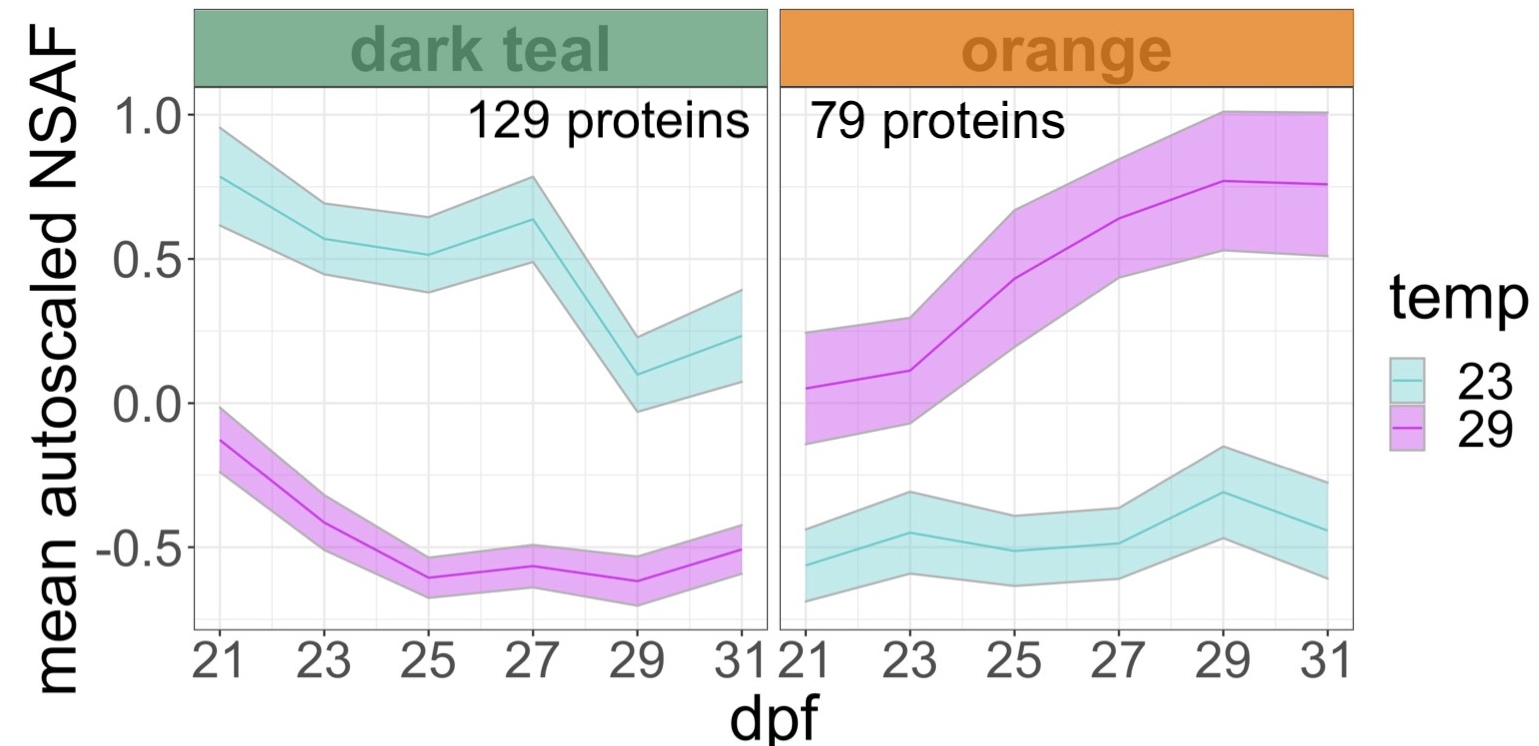 dark teal
orange
mean autoscaled NSAF
129 proteins
79 proteins
1.0
0.5
0.0
-0.5
21 23 25 27 29 31
21 23 25 27 29 31
dpf
temp
23
29